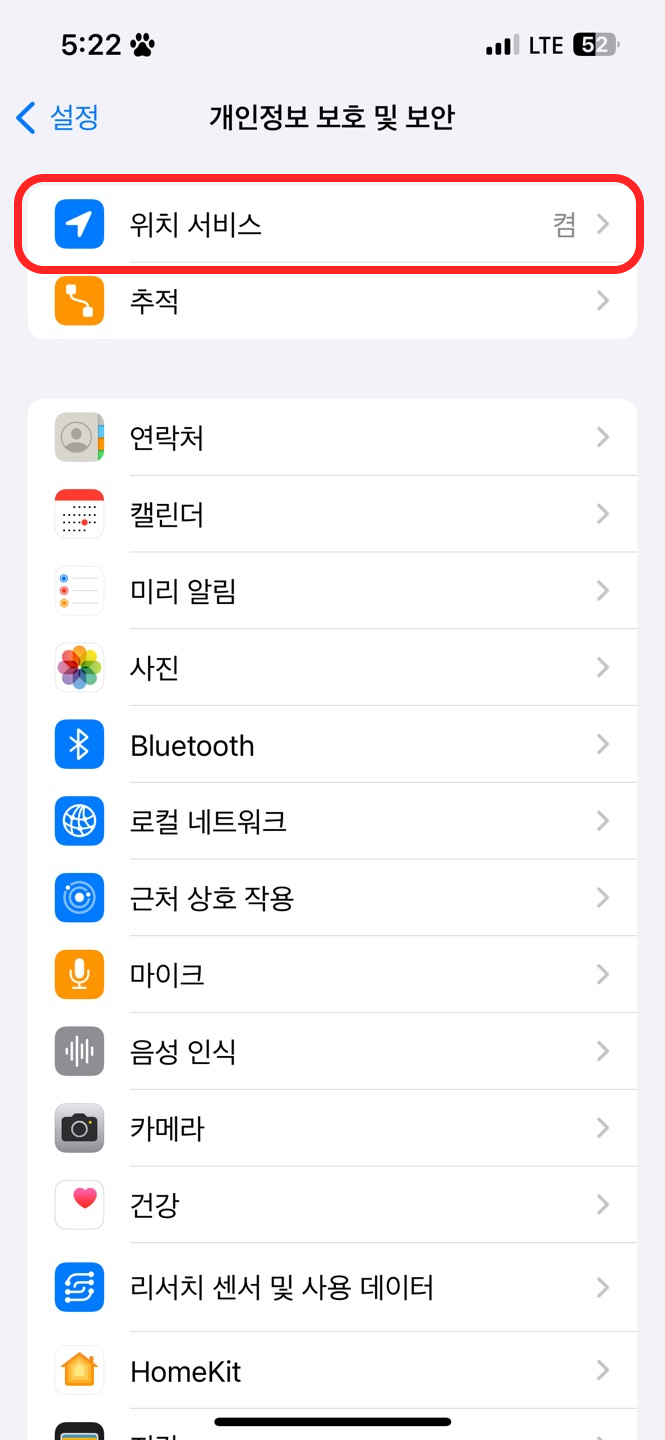 5:22 LTE 52
설정 개인정보 보호 및 보안
위치 서비스 켬
추적
연락처
캘린더
미리 알림
사진
Bluetooth
로컬 네트워크
근처 상호 작용
마이크
음성 인식
카메라
건강
리서치 센서 및 사용 데이터
HomeKit